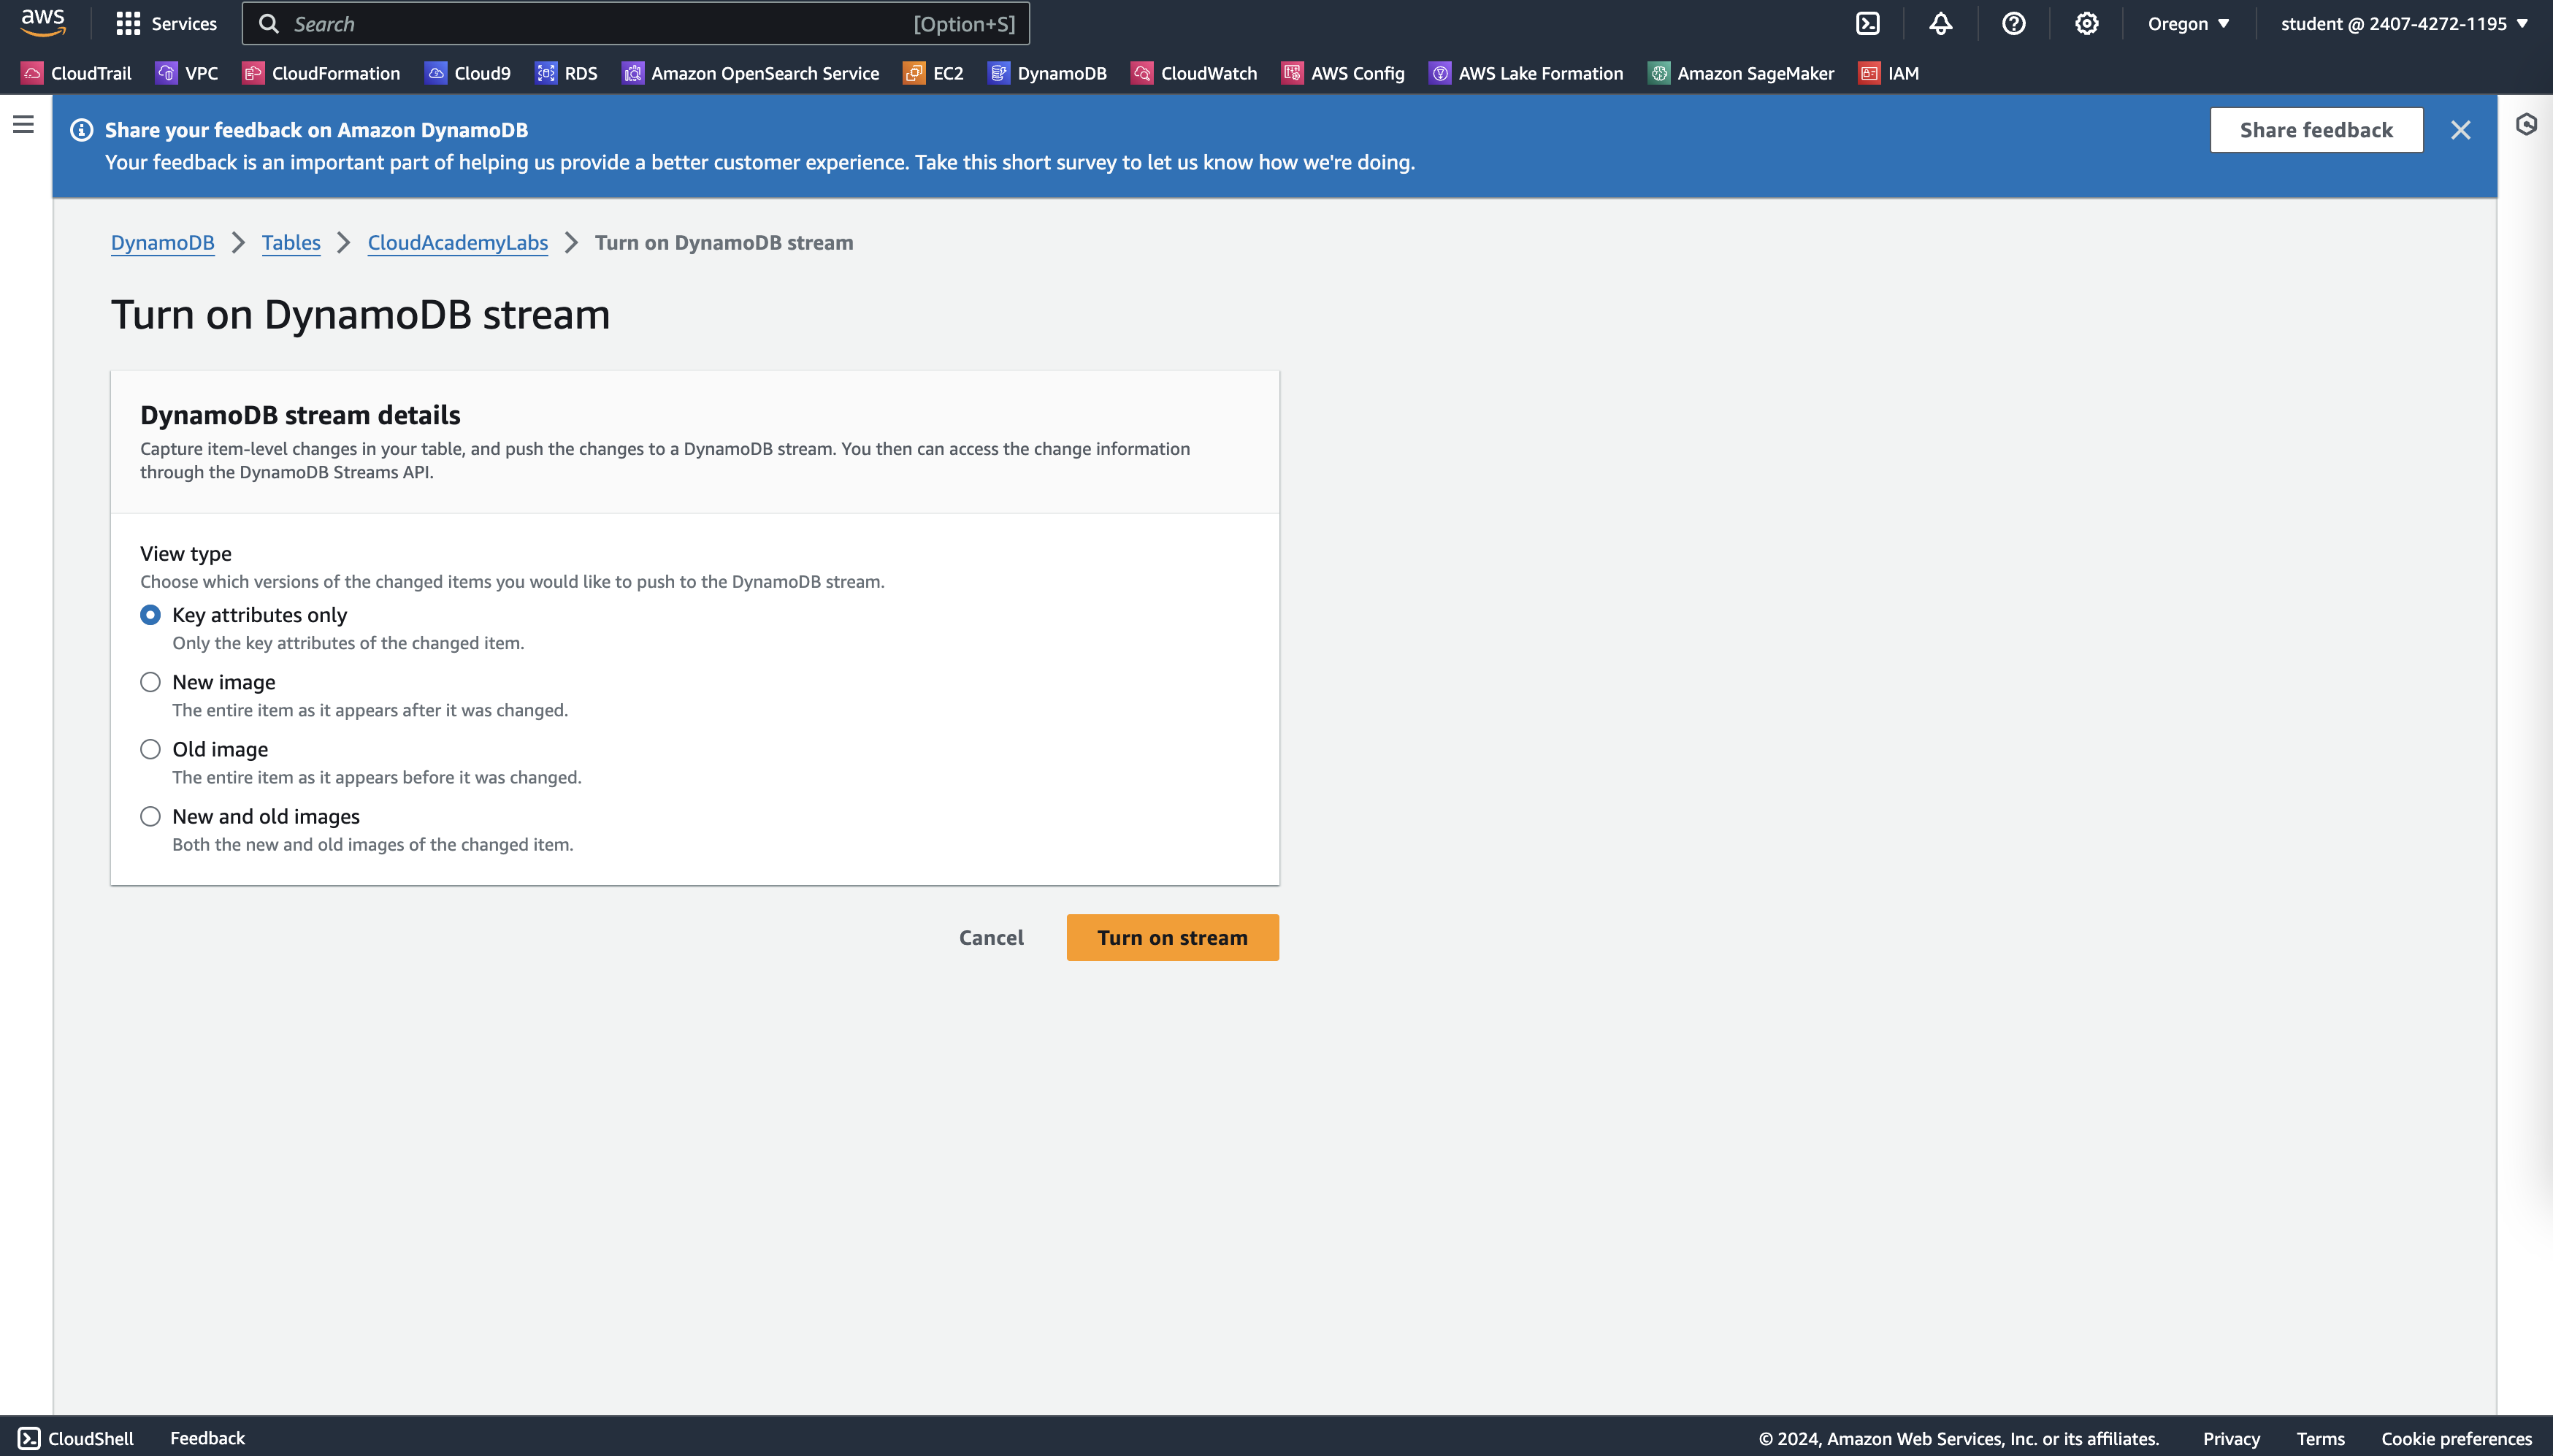 aws
Services
Search [Option+S]
Oregon
student @ 2407-4272-1195
CloudTrail VPC CloudFormation Cloud9 RDS Amazon OpenSearch Service EC2 DynamoDB CloudWatch AWS Config AWS Lake Formation Amazon SageMaker IAM
Share your feedback on Amazon DynamoDB
Your feedback is an important part of helping us provide a better customer experience. Take this short survey to let us know how we're doing.
Share feedback
DynamoDB Tables CloudAcademyLabs Turn on DynamoDB stream
Turn on DynamoDB stream
DynamoDB stream details
Capture item-level changes in your table, and push the changes to a DynamoDB stream. You then can access the change information
through the DynamoDB Streams API.
View type
Choose which versions of the changed items you would like to push to the DynamoDB stream.
Key attributes only
Only the key attributes of the changed item.
New image
The entire item as it appears after it was changed.
Old image
The entire item as it appears before it was changed.
New and old images
Both the new and old images of the changed item.
Cancel Turn on stream
CloudShell Feedback © 2024, Amazon Web Services, Inc. or its affiliates. Privacy Terms Cookie preferences